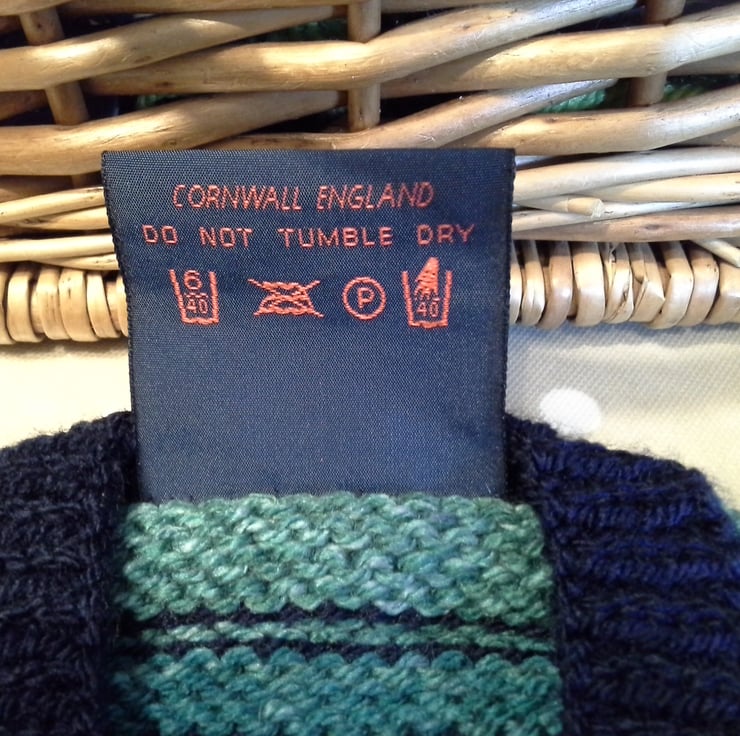 CORNWALL ENGLAND
DO NOT TUMBLE DRY
6 P
40 40